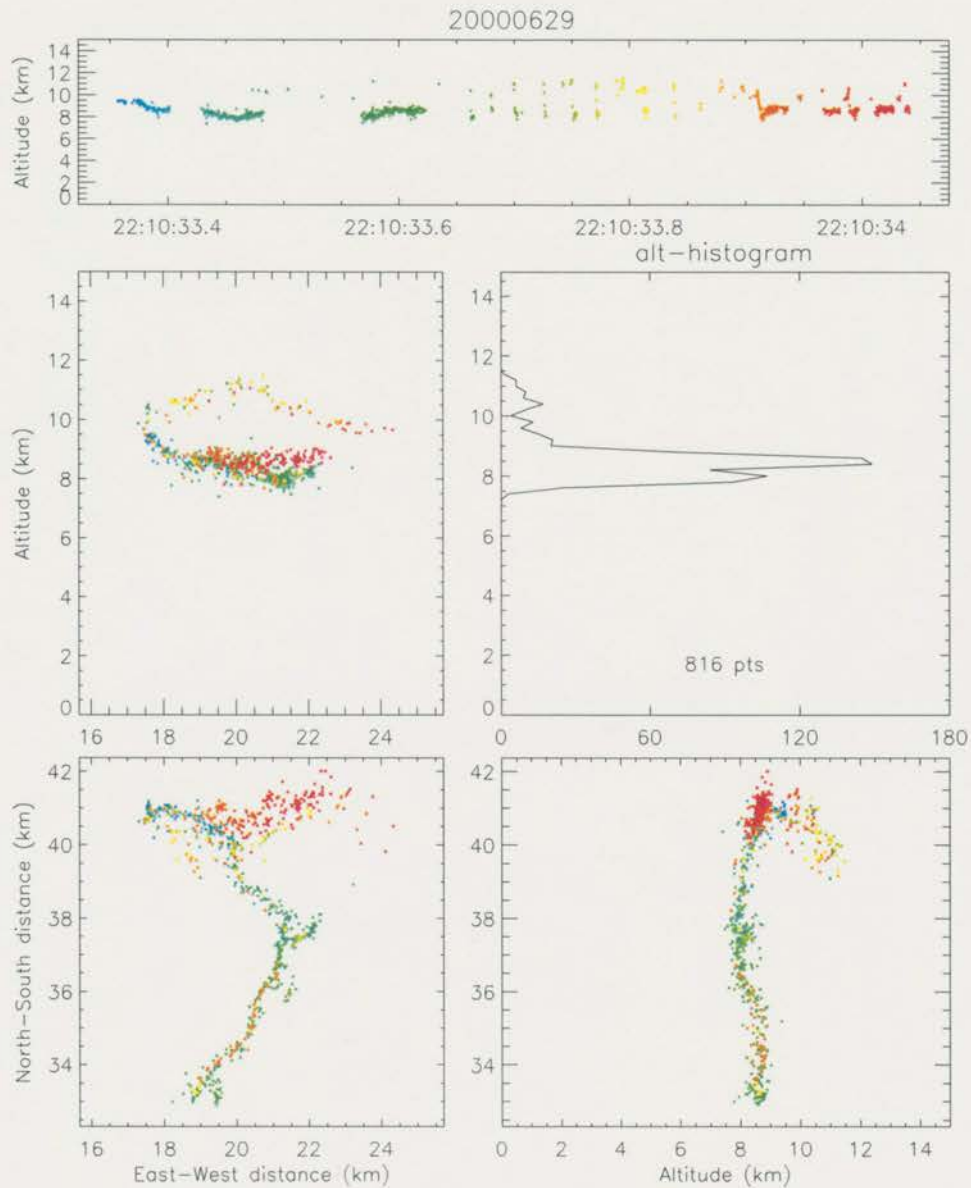 20000629
Altitude (km)
14
12
10
8
6
4
2
0
22:10:33.4 22:10:33.6 22:10:33.8 22:10:34
alt-histogram
Altitude (km)
14
12
10
8
6
4
2
0
16 18 20 22 24
14
12
10
8
6
4
2
0
816 pts
0 60 120 180
North-South distance (km)
42
40
38
36
34
16 18 20 22 24
East-West distance (km)
42
40
38
36
34
0 2 4 6 8 10 12 14
Altitude (km)